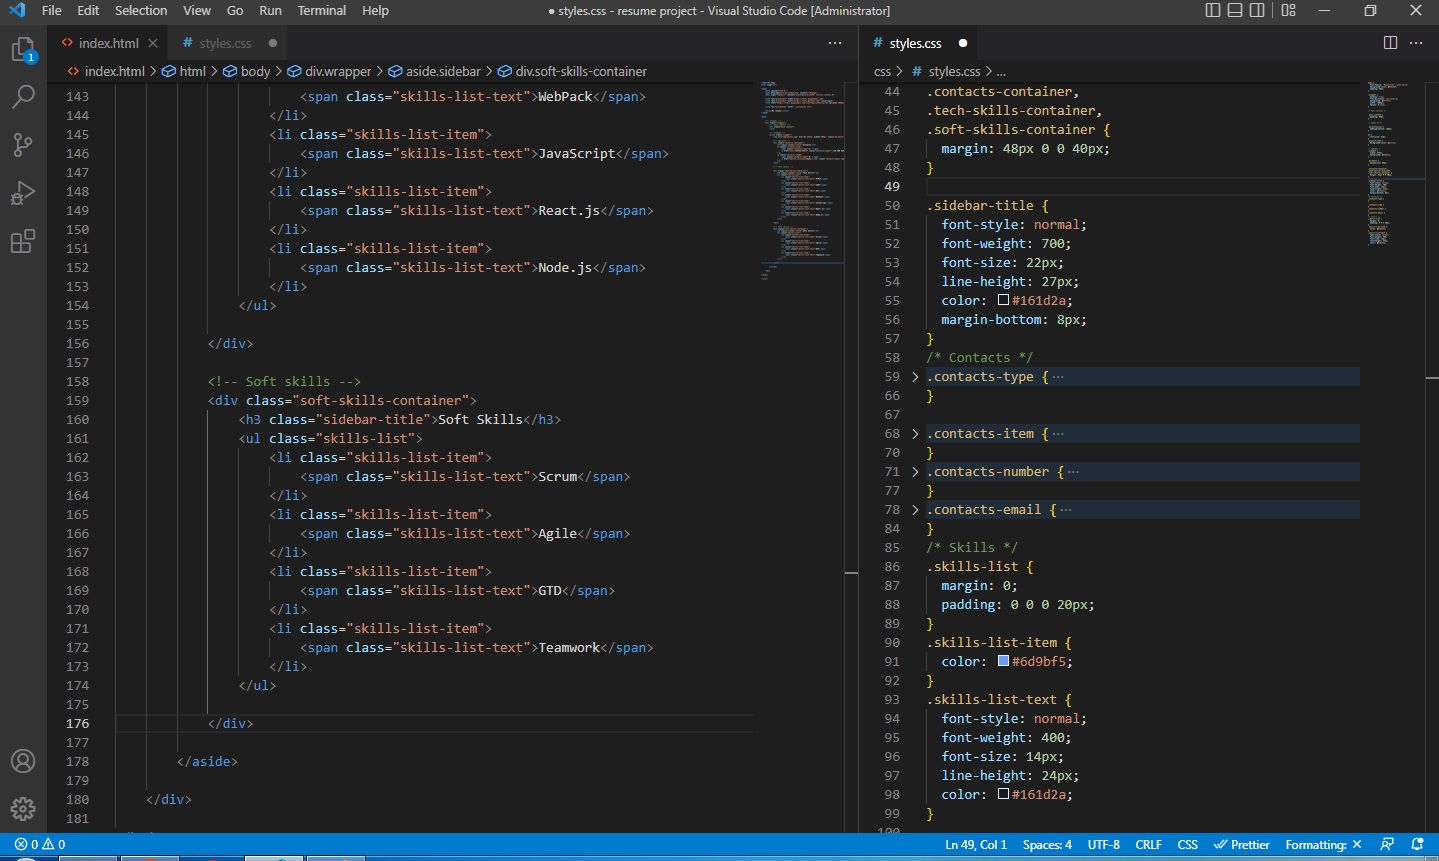 File Edit Selection View Go Run Terminal Help
● styles.css - resume project - Visual Studio Code [Administrator]
1
<> index.html ×
# styles.css ●
<> index.html > html > body > div.wrapper > aside.sidebar > div.soft-skills-container
143 <span class="skills-list-text">WebPack</span>
144 </li>
145 <li class="skills-list-item">
146 <span class="skills-list-text">JavaScript</span>
147 </li>
148 <li class="skills-list-item">
149 <span class="skills-list-text">React.js</span>
150 </li>
151 <li class="skills-list-item">
152 <span class="skills-list-text">Node.js</span>
153 </li>
154 </ul>
155
156 </div>
157
158 <!-- Soft skills -->
159 <div class="soft-skills-container">
160 <h3 class="sidebar-title">Soft Skills</h3>
161 <ul class="skills-list">
162 <li class="skills-list-item">
163 <span class="skills-list-text">Scrum</span>
164 </li>
165 <li class="skills-list-item">
166 <span class="skills-list-text">Agile</span>
167 </li>
168 <li class="skills-list-item">
169 <span class="skills-list-text">GTD</span>
170 </li>
171 <li class="skills-list-item">
172 <span class="skills-list-text">Teamwork</span>
173 </li>
174 </ul>
175
176 </div>
177
178 </aside>
179
180 </div>
181
# styles.css ●
css > # styles.css > ...
44 .contacts-container,
45 .tech-skills-container,
46 .soft-skills-container {
47 margin: 48px 0 0 40px;
48 }
49
50 .sidebar-title {
51 font-style: normal;
52 font-weight: 700;
53 font-size: 22px;
54 line-height: 27px;
55 color: #161d2a;
56 margin-bottom: 8px;
57 }
58 /* Contacts */
59 > .contacts-type { ...
66 }
67
68 > .contacts-item { ...
70 }
71 > .contacts-number { ...
77 }
78 > .contacts-email { ...
84 }
85 /* Skills */
86 .skills-list {
87 margin: 0;
88 padding: 0 0 0 20px;
89 }
90 .skills-list-item {
91 color: #6d9bf5;
92 }
93 .skills-list-text {
94 font-style: normal;
95 font-weight: 400;
96 font-size: 14px;
97 line-height: 24px;
98 color: #161d2a;
99 }
100
0 0
Ln 49, Col 1 Spaces: 4 UTF-8 CRLF CSS Prettier Formatting: ×